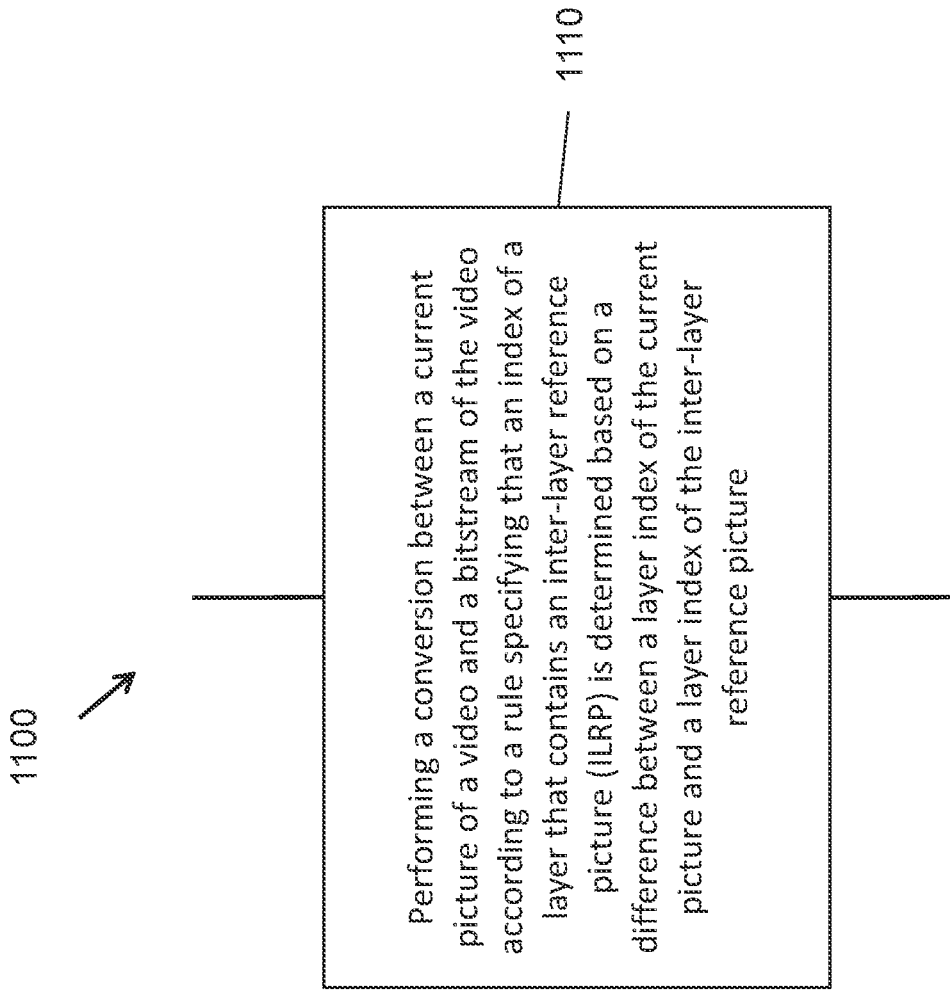 1100
Performing a conversion between a current
picture of a video and a bitstream of the video
according to a rule specifying that an index of a
layer that contains an inter-layer reference
picture (ILRP) is determined based on a
difference between a layer index of the current
picture and a layer index of the inter-layer
reference picture
1110